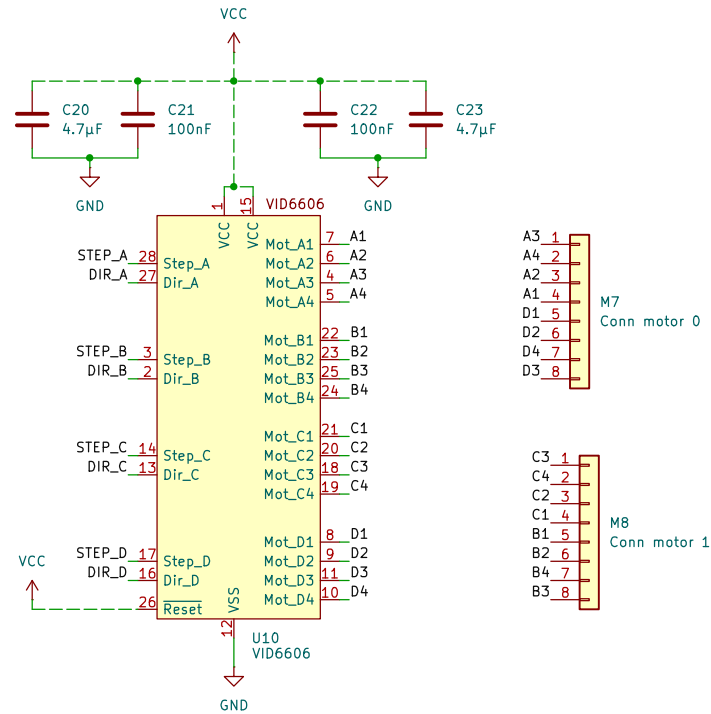 VCC
C20
4.7µF
C21
100nF
C22
100nF
C23
4.7µF
GND
GND
1
15
VID6606
VCC
VCC
STEP_A 28 Step_A
DIR_A 27 Dir_A
STEP_B 3 Step_B
DIR_B 2 Dir_B
STEP_C 14 Step_C
DIR_C 13 Dir_C
STEP_D 17 Step_D
DIR_D 16 Dir_D
VCC
26 Reset
Mot_A1 7 A1
Mot_A2 6 A2
Mot_A3 4 A3
Mot_A4 5 A4
Mot_B1 22 B1
Mot_B2 23 B2
Mot_B3 25 B3
Mot_B4 24 B4
Mot_C1 21 C1
Mot_C2 20 C2
Mot_C3 18 C3
Mot_C4 19 C4
Mot_D1 8 D1
Mot_D2 9 D2
Mot_D3 11 D3
Mot_D4 10 D4
VSS
12
U10
VID6606
GND
A3 1
A4 2
A2 3
A1 4
D1 5
D2 6
D4 7
D3 8
M7
Conn motor 0
C3 1
C4 2
C2 3
C1 4
B1 5
B2 6
B4 7
B3 8
M8
Conn motor 1